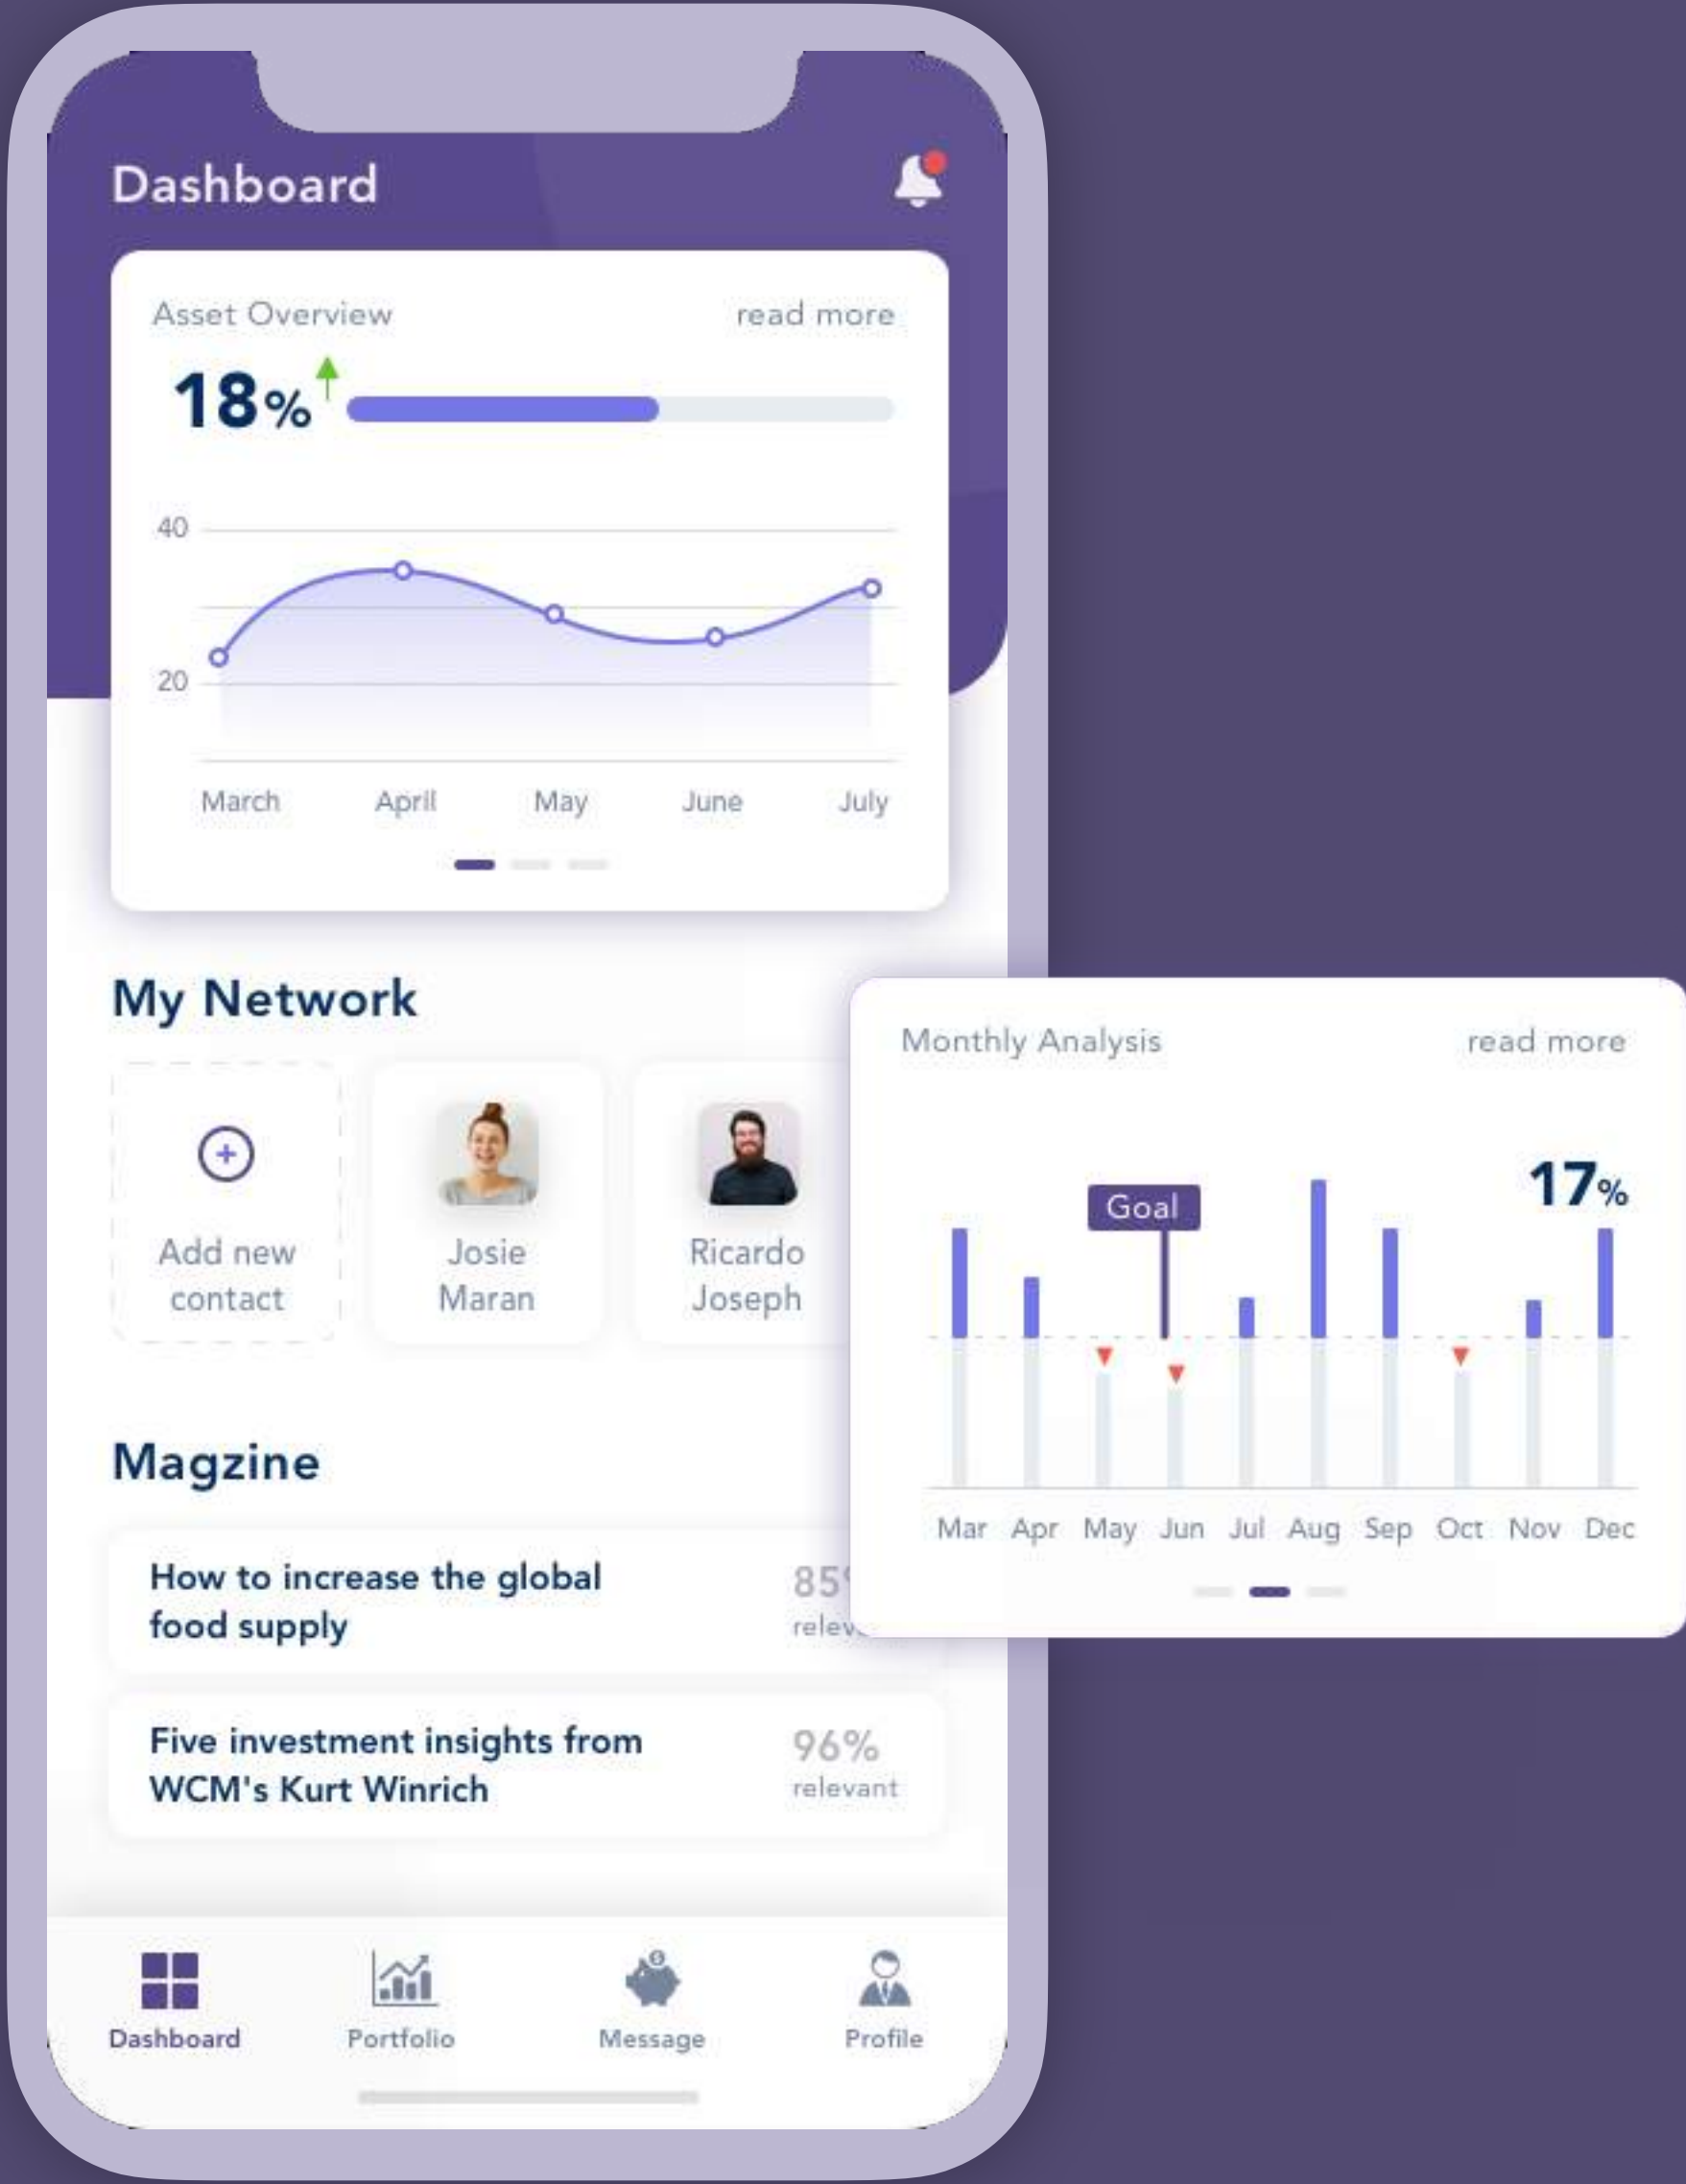 Dashboard
Asset Overview
read more
18%
40
20
March April May June July
My Network
Add new
contact
Josie
Maran
Ricardo
Joseph
Monthly Analysis
read more
Goal
17%
Mar Apr May Jun Jul Aug Sep Oct Nov Dec
Magzine
How to increase the global
food supply
85
Five investment insights from
WCM's Kurt Winrich
96%
relevant
Dashboard Portfolio Message Profile